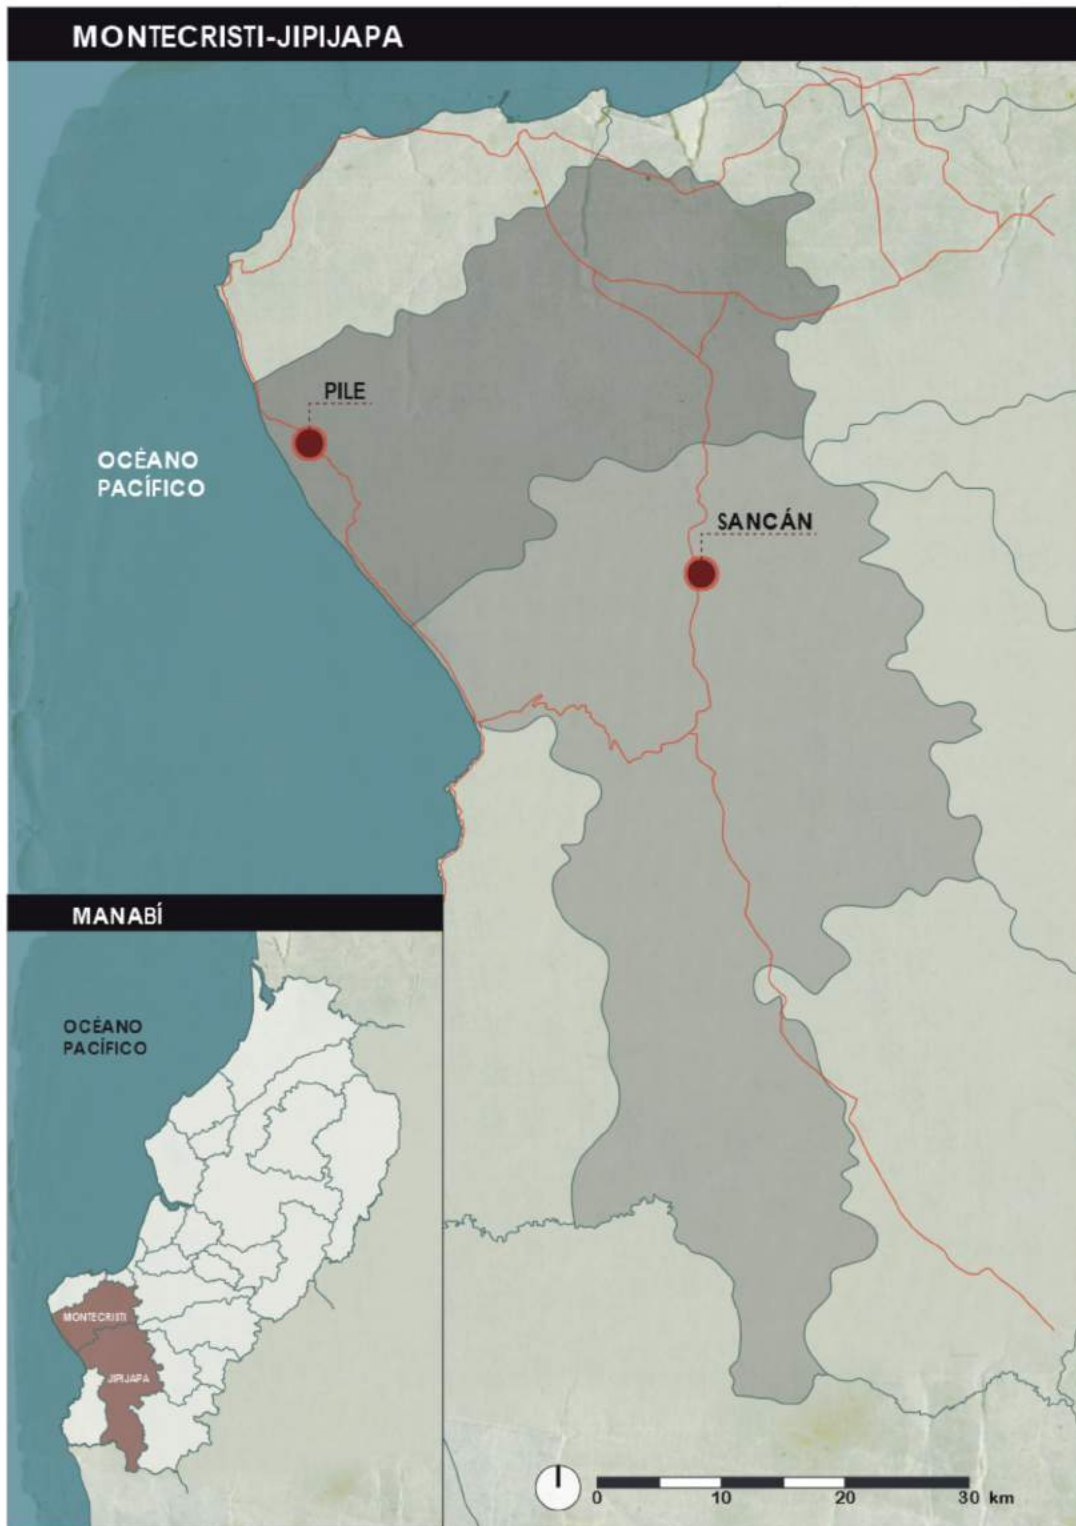 MONTECRISTI-JIPIJAPA
PILE
OCÉANO
PACÍFICO
SANCÁN
MANABÍ
OCÉANO
PACÍFICO
MONTECRISTI
JIPIJAPA
0 10 20 30 km